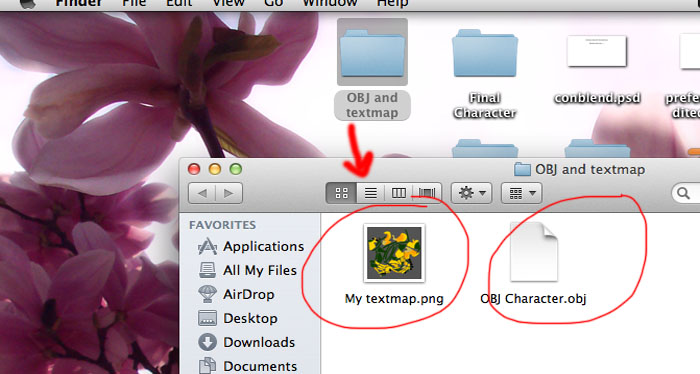 Finder File Edit View Go Window Help
OBJ and
textmap
Final
Character
conblend.psd
prefe
diteu
OBJ and textmap
FAVORITES
Applications
All My Files
AirDrop
Desktop
Downloads
Documents
My textmap.png
OBJ Character.obj